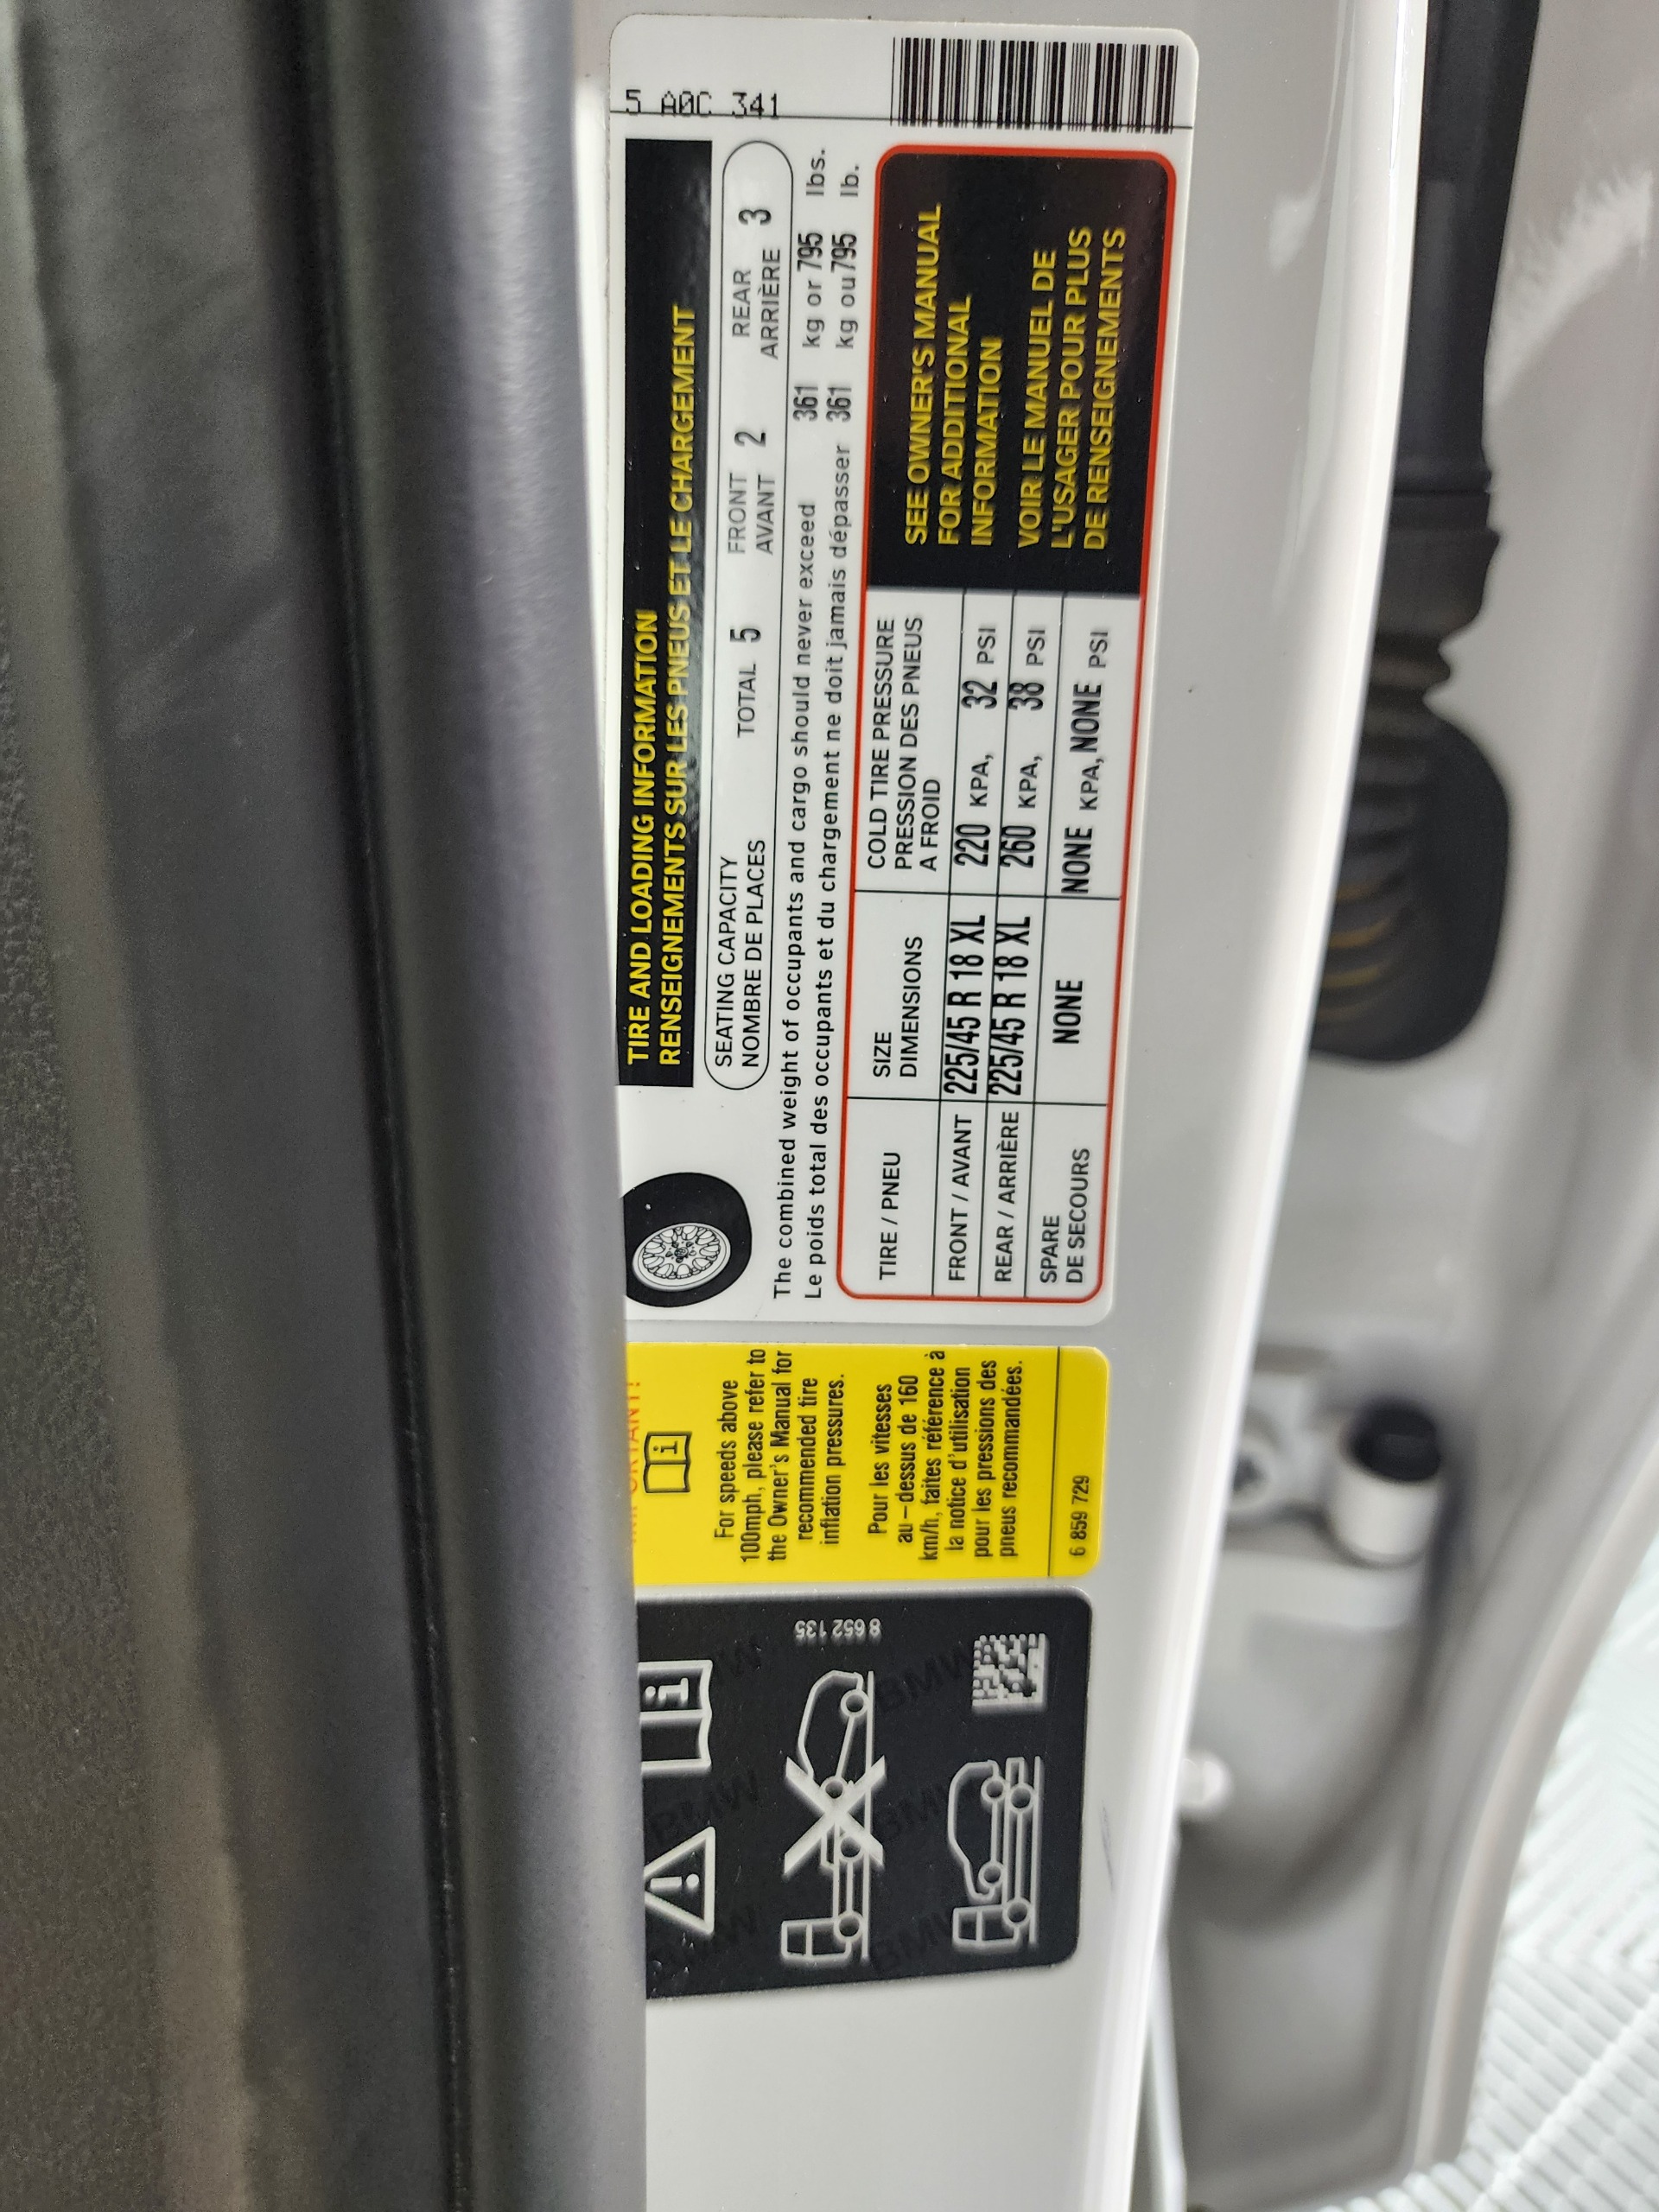 5 A0C 341
TIRE AND LOADING INFORMATION
RENSEIGNEMENTS SUR LES PNEUS ET LE CHARGEMENT
SEATING CAPACITY TOTAL 5 FRONT 2 REAR 3
NOMBRE DE PLACES AVANT ARRIÈRE
The combined weight of occupants and cargo should never exceed 361 kg or 795 lbs.
Le poids total des occupants et du chargement ne doit jamais dépasser 361 kg ou 795 lb.
TIRE / PNEU
SIZE
DIMENSIONS
COLD TIRE PRESSURE
PRESSION DES PNEUS
A FROID
FRONT / AVANT 225/45 R 18 XL 220 KPA, 32 PSI
REAR / ARRIÈRE 225/45 R 18 XL 260 KPA, 38 PSI
SPARE
DE SECOURS NONE NONE KPA, NONE PSI
SEE OWNER'S MANUAL
FOR ADDITIONAL
INFORMATION
VOIR LE MANUEL DE
L'USAGER POUR PLUS
DE RENSEIGNEMENTS
For speeds above
100mph, please refer to
the Owner's Manual for
recommended tire
inflation pressures.
Pour les vitesses
au-dessus de 160
km/h, faites référence à
la notice d'utilisation
pour les pressions des
pneus recommandées.
6 859 729
8 652 135
BMW
BMW
BMW
BMW